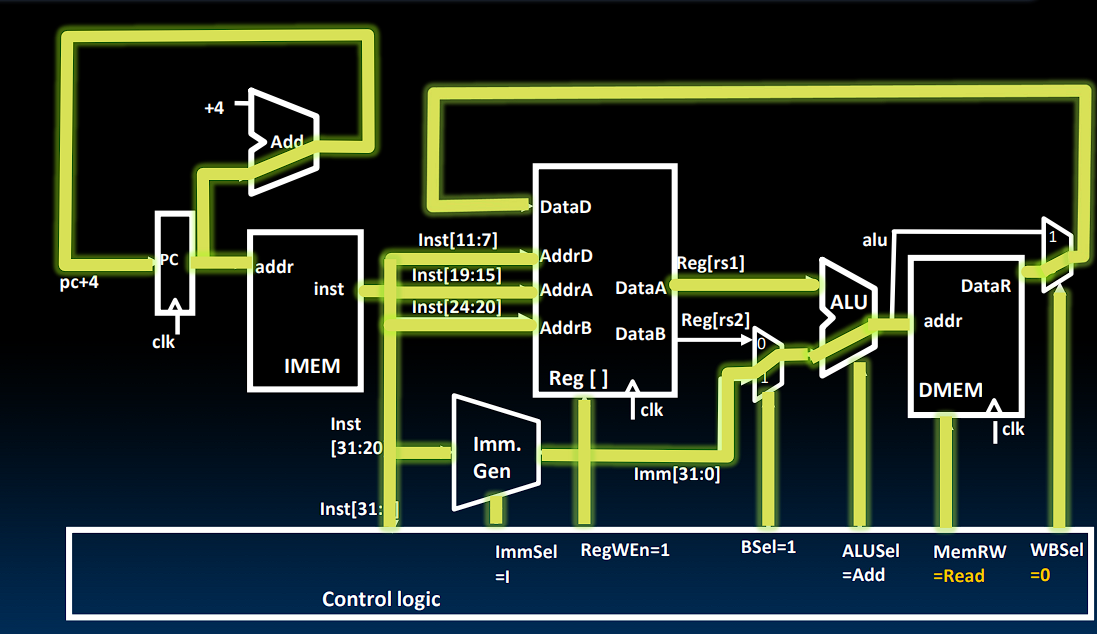 +4
Add
PC
pc+4
clk
addr
inst
IMEM
Inst[11:7]
Inst[19:15]
Inst[24:20]
DataD
AddrD
AddrA
AddrB
DataA
DataB
Reg [ ]
clk
Reg[rs1]
Reg[rs2]
0
1
ALU
alu
1
DataR
addr
DMEM
clk
Inst
[31:20
Imm.
Gen
Imm[31:0]
Inst[31:
ImmSel
=I
RegWEn=1
BSel=1
ALUSel
=Add
MemRW
=Read
WBSel
=0
Control logic